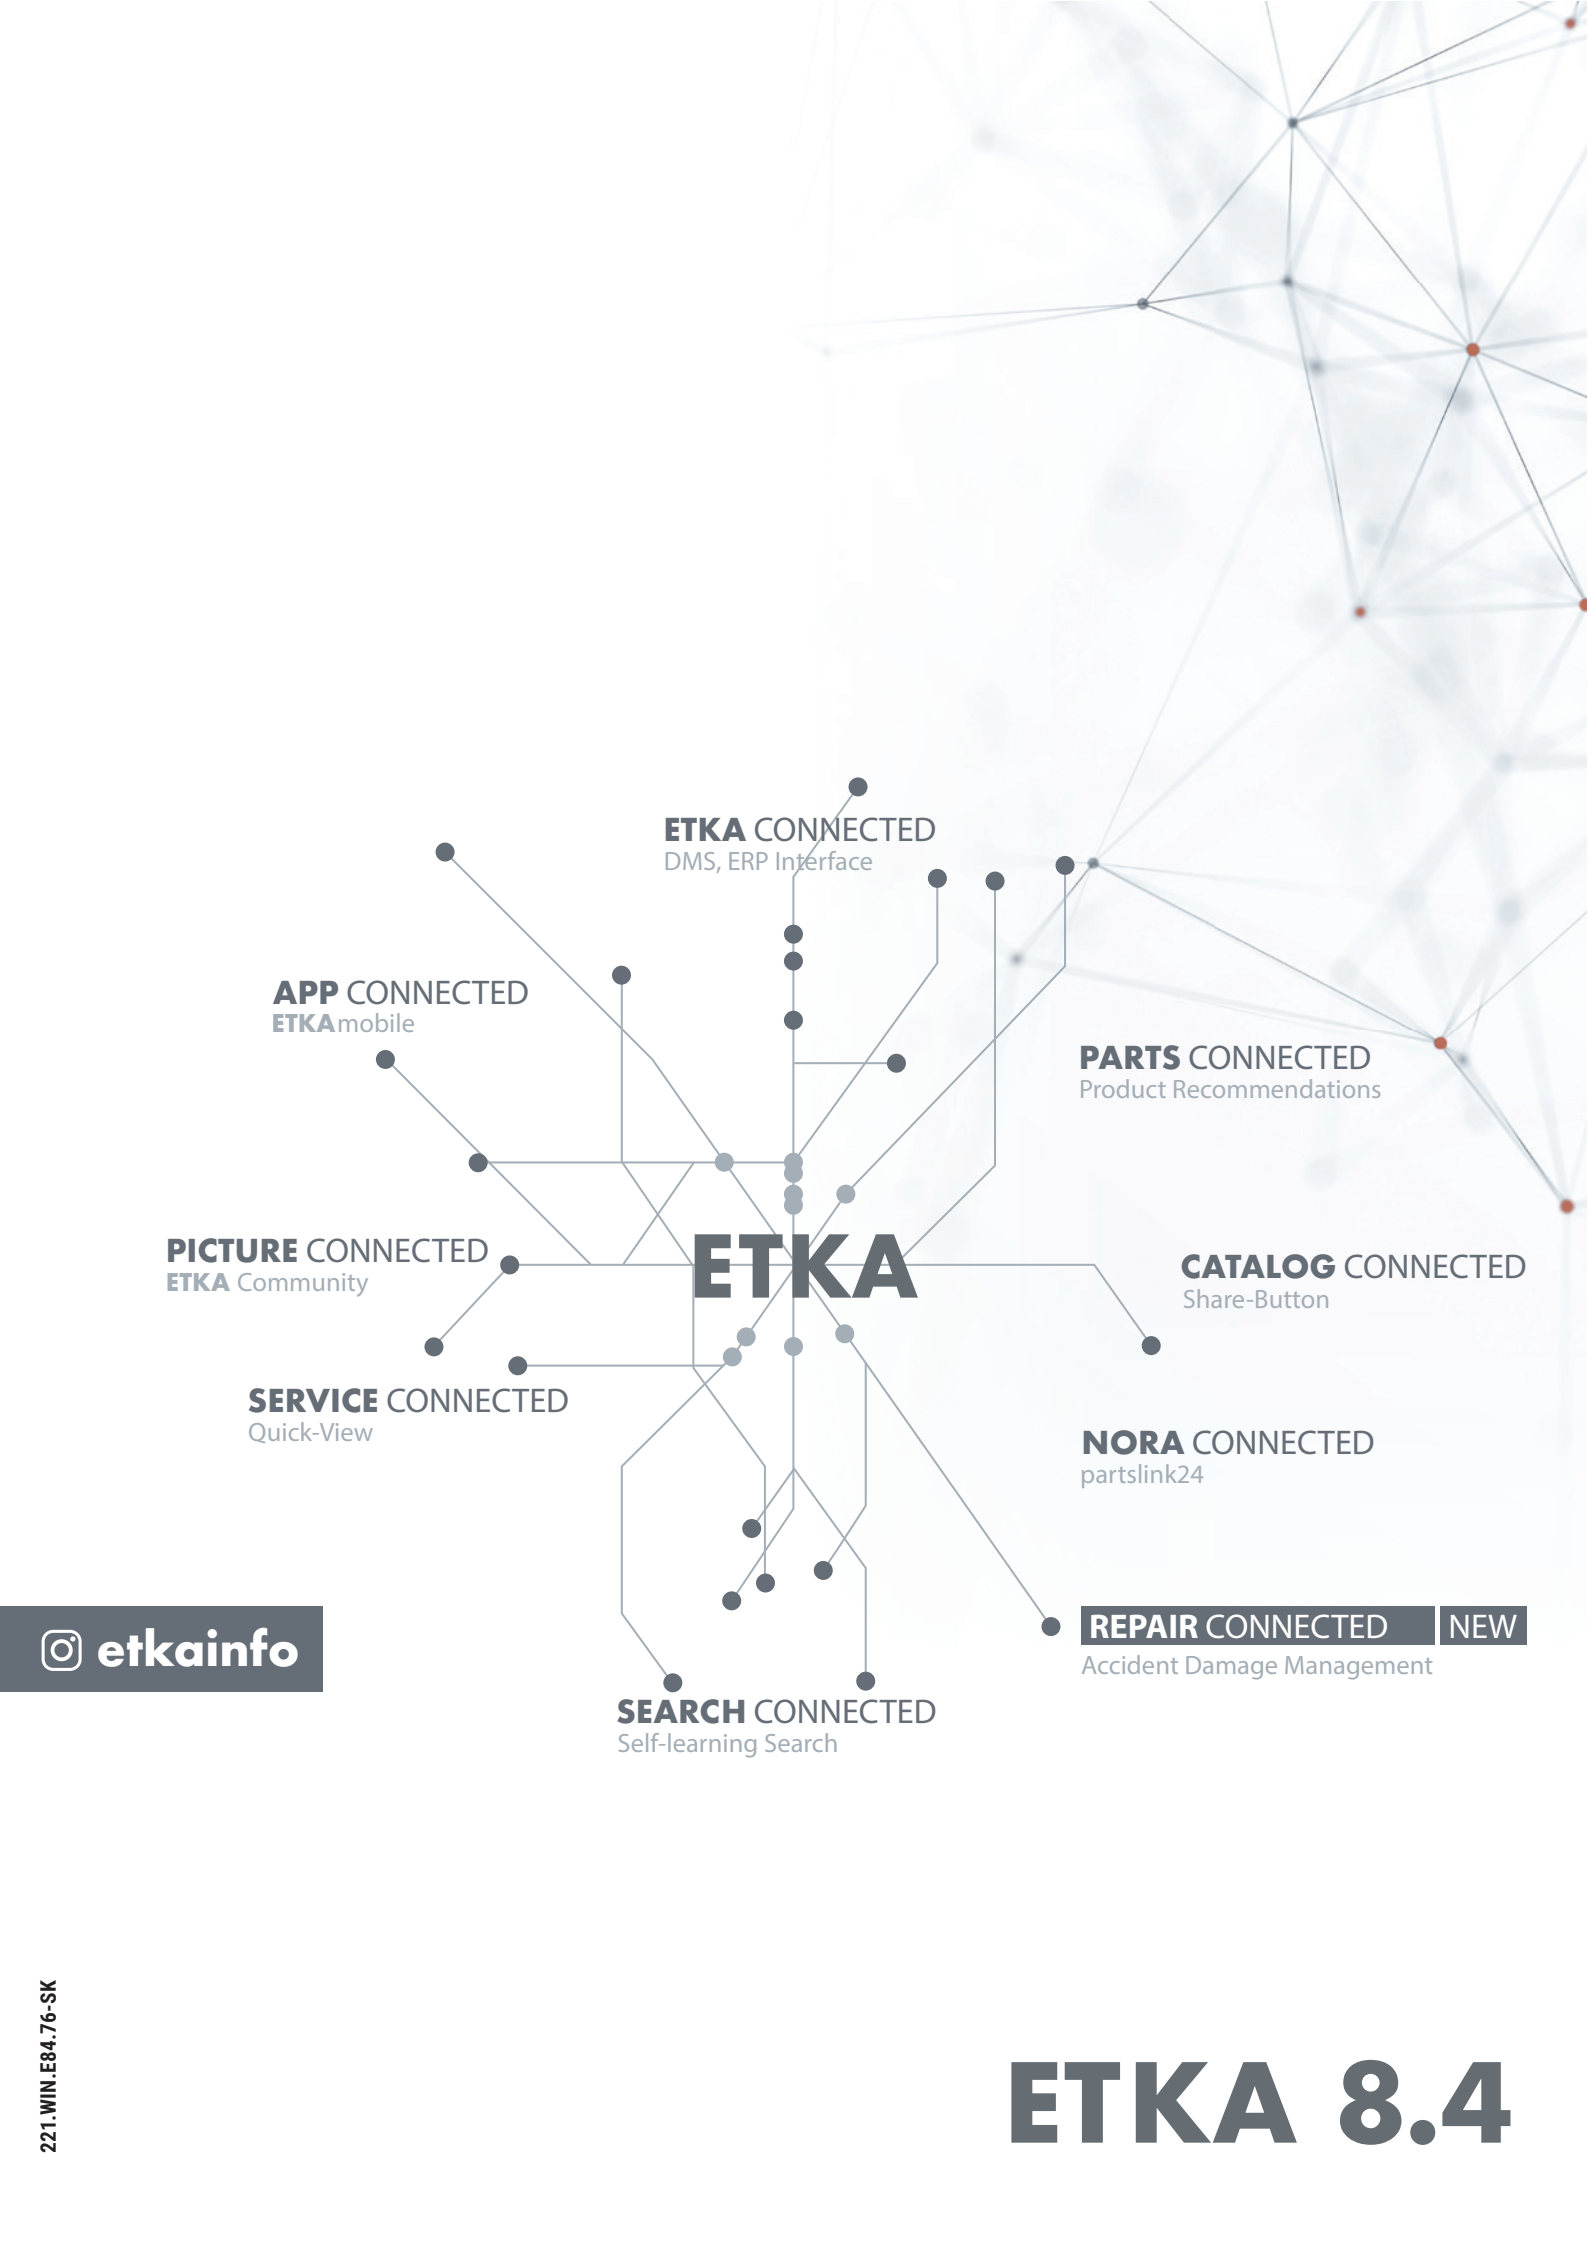 ETKA CONNECTED
DMS, ERP Interface
APP CONNECTED
ETKAmobile
PARTS CONNECTED
Product Recommendations
PICTURE CONNECTED
ETKA Community
ETKA
CATALOG CONNECTED
Share-Button
SERVICE CONNECTED
Quick-View
NORA CONNECTED
partslink24
REPAIR CONNECTED NEW
Accident Damage Management
etkainfo
SEARCH CONNECTED
Self-learning Search
221.WIN.E84.76-SK
ETKA 8.4